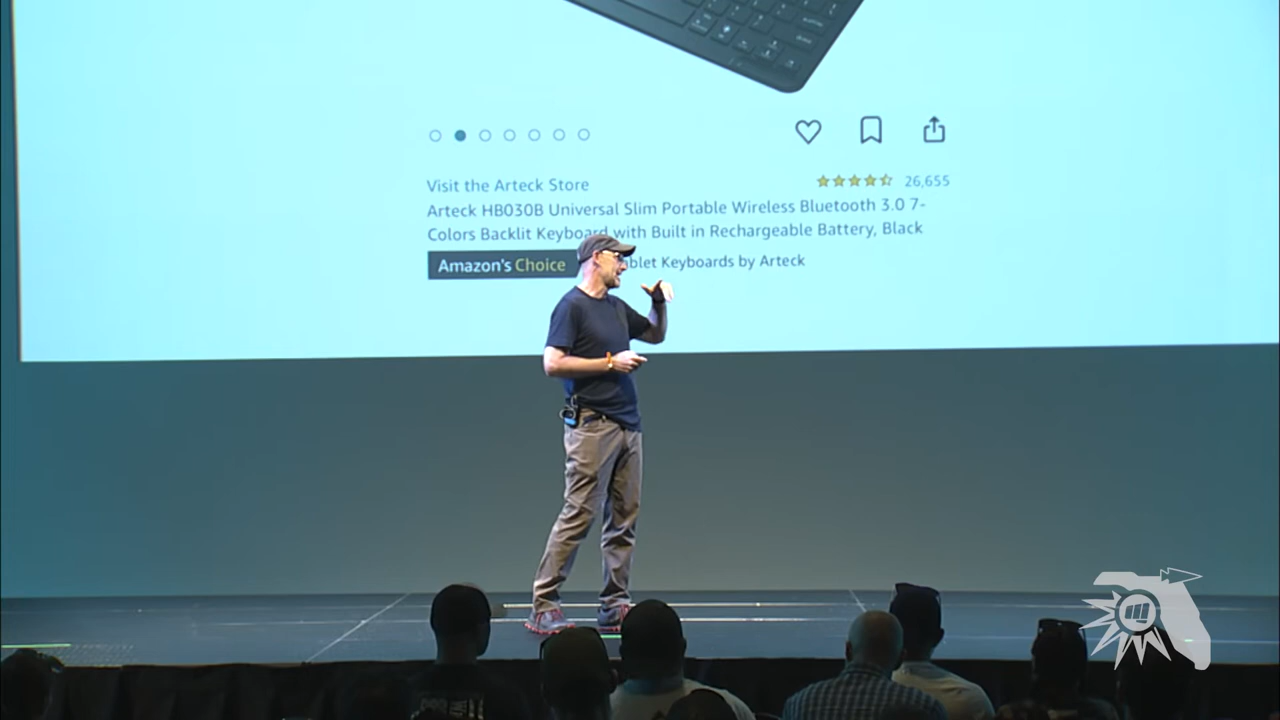 Visit the Arteck Store
26,655
Arteck HB030B Universal Slim Portable Wireless Bluetooth 3.0 7-
Colors Backlit Keyboard with Built in Rechargeable Battery, Black
Amazon's Choice
Keyboards by Arteck